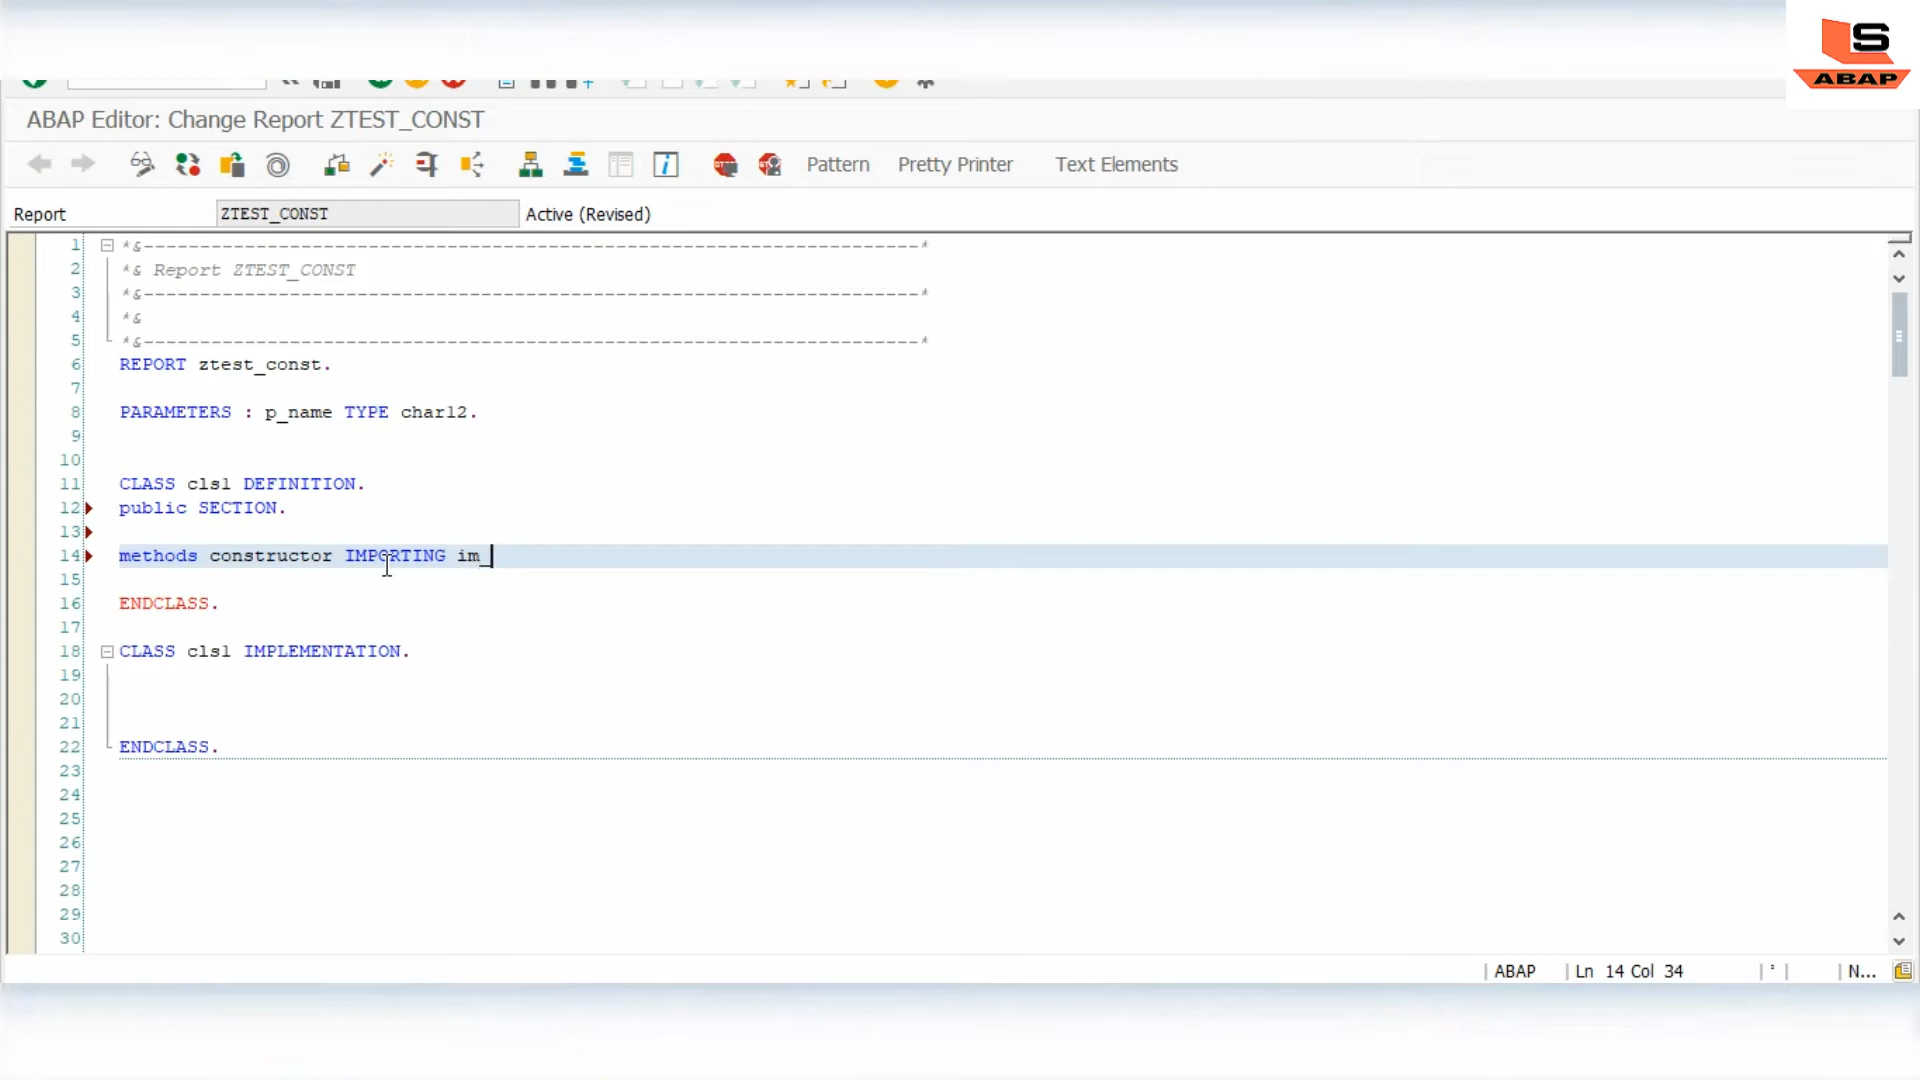 S
ABAP
ABAP Editor: Change Report ZTEST_CONST
Pattern Pretty Printer Text Elements
Report ZTEST_CONST Active (Revised)
1 *&---------------------------------------------------------------------*
2 *& Report ZTEST_CONST
3 *&---------------------------------------------------------------------*
4 *&
5 *&---------------------------------------------------------------------*
6 REPORT ztest_const.
7
8 PARAMETERS : p_name TYPE char12.
9
10
11 CLASS cls1 DEFINITION.
12 public SECTION.
13
14 methods constructor IMPORTING im_
15
16 ENDCLASS.
17
18 CLASS cls1 IMPLEMENTATION.
19
20
21
22 ENDCLASS.
23
24
25
26
27
28
29
30
ABAP Ln 14 Col 34 N...